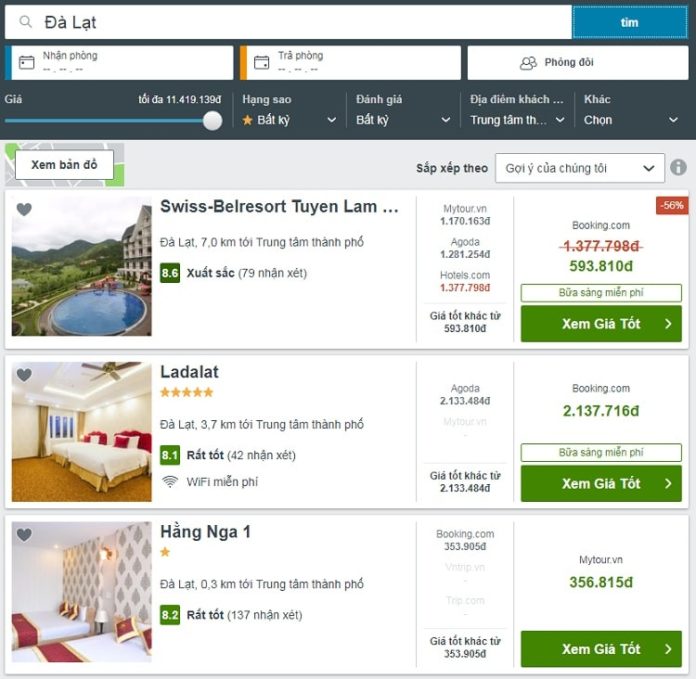 Đà Lạt
tìm
Nhận phòng
-- . -- . --
Trả phòng
-- . -- . --
Phòng đôi
Giá
tối đa 11.419.139đ
Hạng sao
Bất kỳ
Đánh giá
Bất kỳ
Địa điểm khách ...
Trung tâm th...
Khác
Chọn
Xem bản đồ
Sắp xếp theo
Gợi ý của chúng tôi
Swiss-Belresort Tuyen Lam ...
Đà Lạt, 7,0 km tới Trung tâm thành phố
8.6 Xuất sắc (79 nhận xét)
Mytour.vn
1.170.163đ
Agoda
1.281.254đ
Hotels.com
1.377.798đ
Giá tốt khác từ
593.810đ
-56%
Booking.com
1.377.798đ
593.810đ
Bữa sáng miễn phí
Xem Giá Tốt
Ladalat
Đà Lạt, 3,7 km tới Trung tâm thành phố
8.1 Rất tốt (42 nhận xét)
WiFi miễn phí
Agoda
2.133.484đ
Mytour.vn
-
Giá tốt khác từ
2.133.484đ
Booking.com
2.137.716đ
Bữa sáng miễn phí
Xem Giá Tốt
Hằng Nga 1
Đà Lạt, 0,3 km tới Trung tâm thành phố
8.2 Rất tốt (137 nhận xét)
Booking.com
353.905đ
Vntrip.vn
-
Trip.com
-
Giá tốt khác từ
353.905đ
Mytour.vn
356.815đ
Xem Giá Tốt